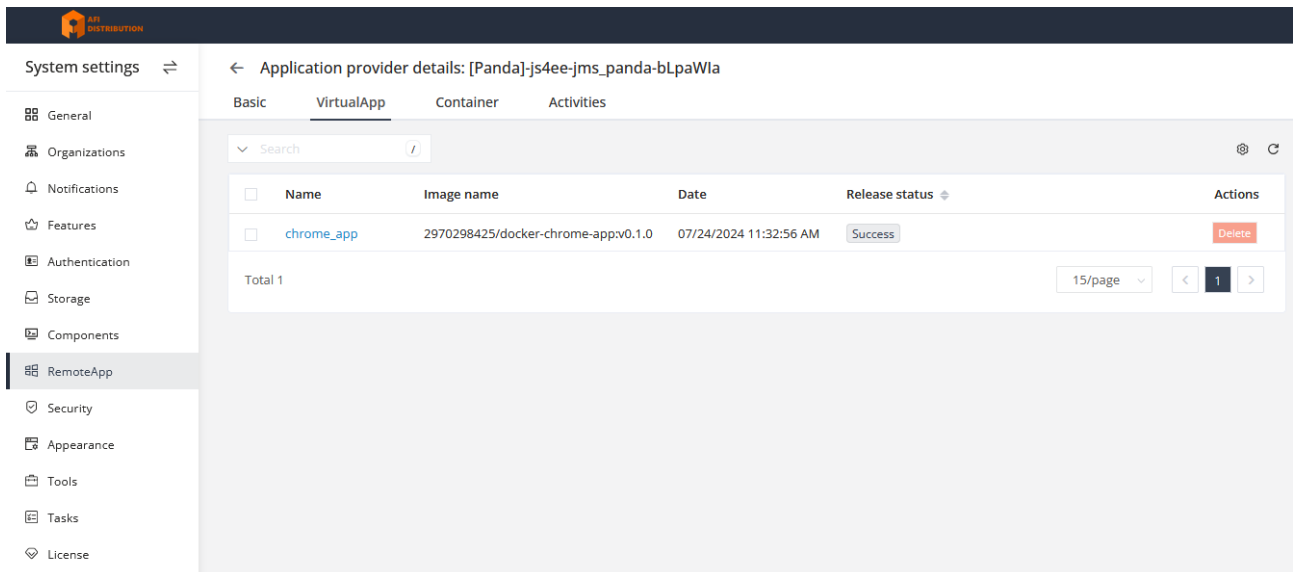 AFI
DISTRIBUTION
System settings
General
Organizations
Notifications
Features
Authentication
Storage
Components
RemoteApp
Security
Appearance
Tools
Tasks
License
Application provider details: [Panda]-js4ee-jms_panda-bLpaWIa
Basic VirtualApp Container Activities
Search /
Name Image name Date Release status Actions
chrome_app 2970298425/docker-chrome-app:v0.1.0 07/24/2024 11:32:56 AM Success Delete
Total 1 15/page 1